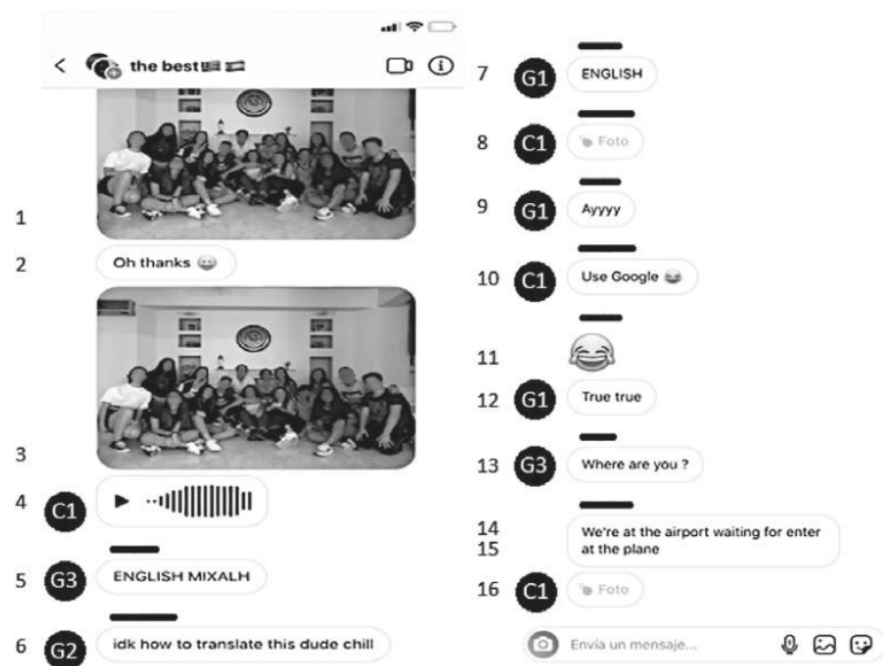 the best
1
2 Oh thanks 😀
3
4 C1
5 G3 ENGLISH MIXALH
6 G2 idk how to translate this dude chill
7 G1 ENGLISH
8 C1 Foto
9 G1 Ayyyy
10 C1 Use Google 😂
11 😂
12 G1 True true
13 G3 Where are you ?
14 We're at the airport waiting for enter
15 at the plane
16 C1 Foto
Envía un mensaje...